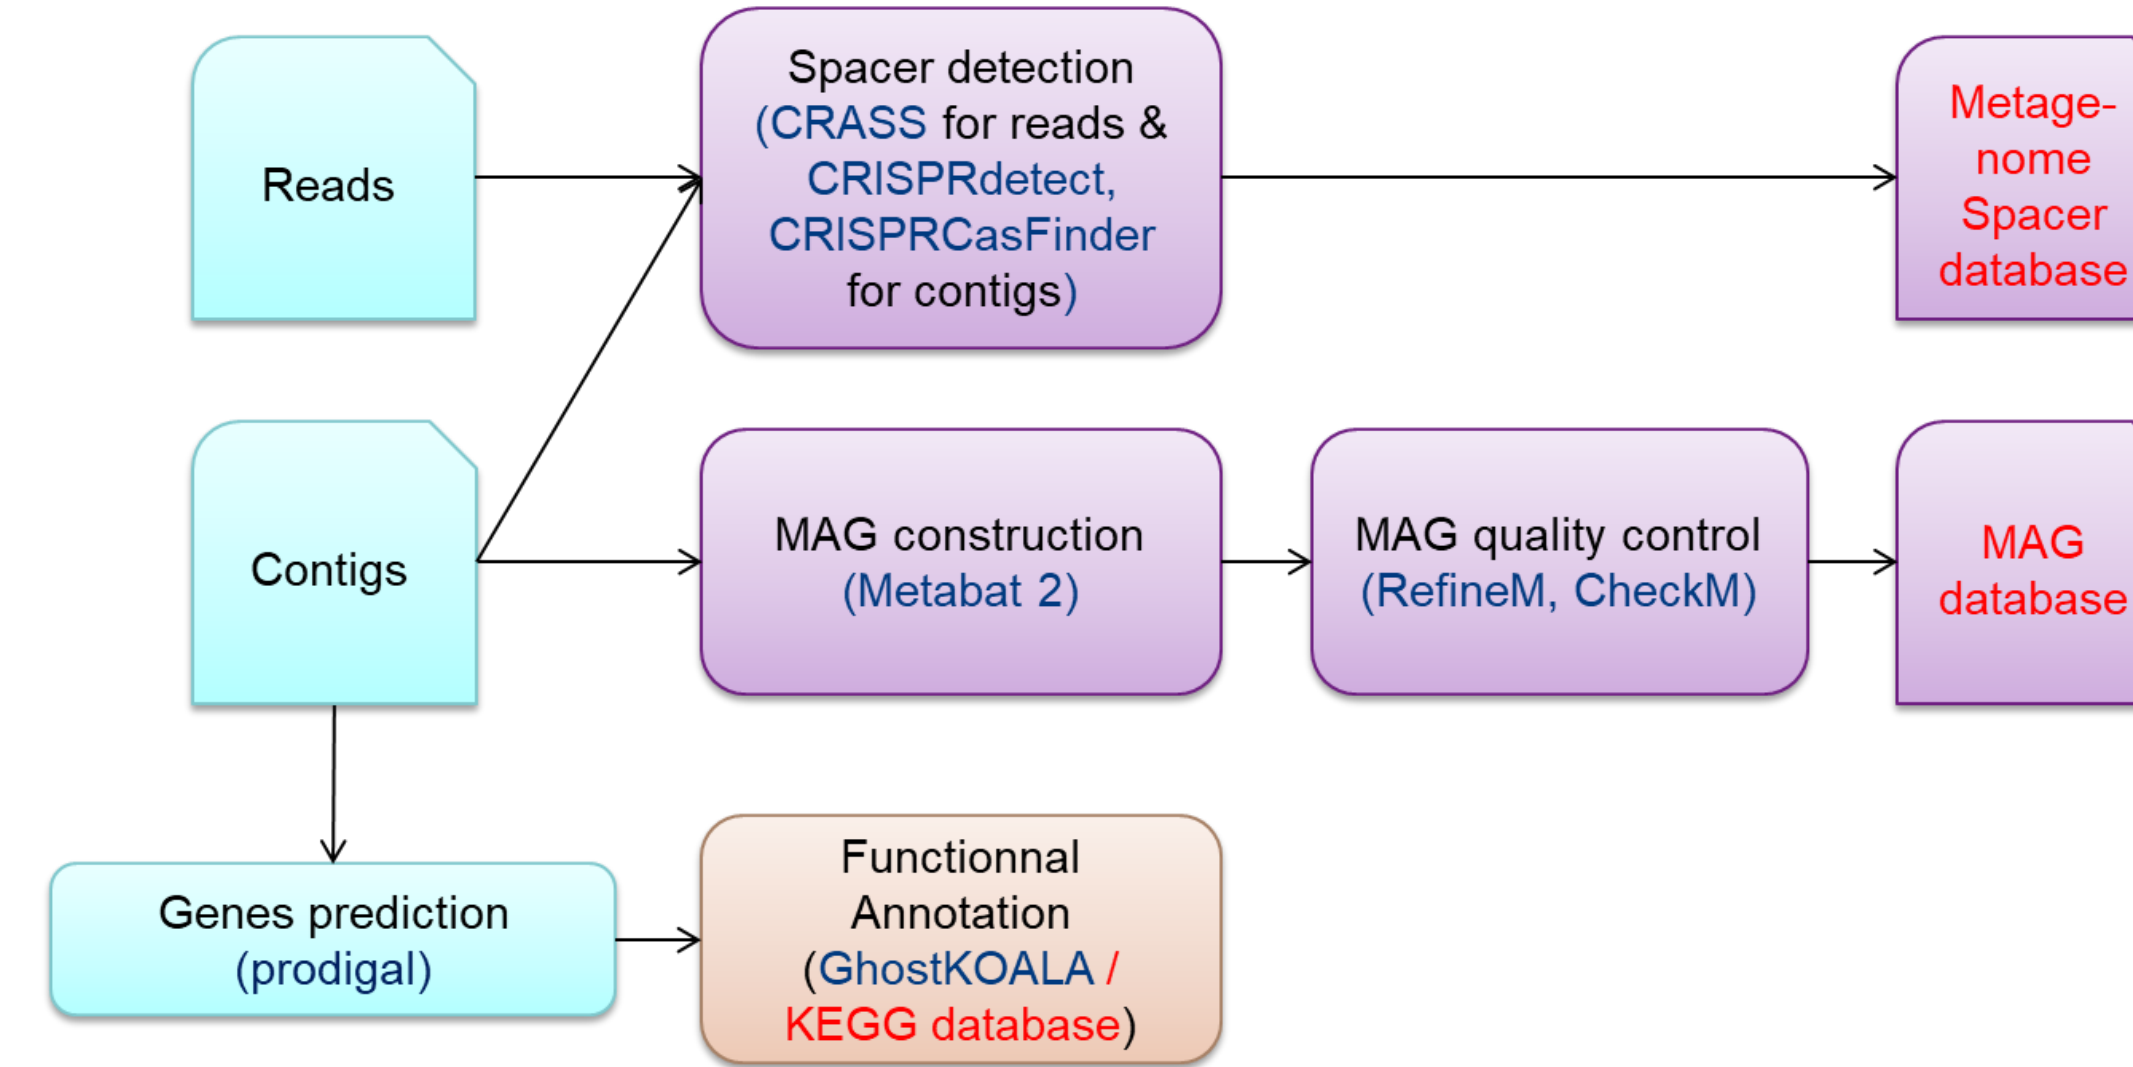 Reads
Spacer detection
(CRASS for reads &
CRISPRdetect,
CRISPRCasFinder
for contigs)
Metage-
nome
Spacer
database
Contigs
MAG construction
(Metabat 2)
MAG quality control
(RefineM, CheckM)
MAG
database
Genes prediction
(prodigal)
Functionnal
Annotation
(GhostKOALA /
KEGG database)